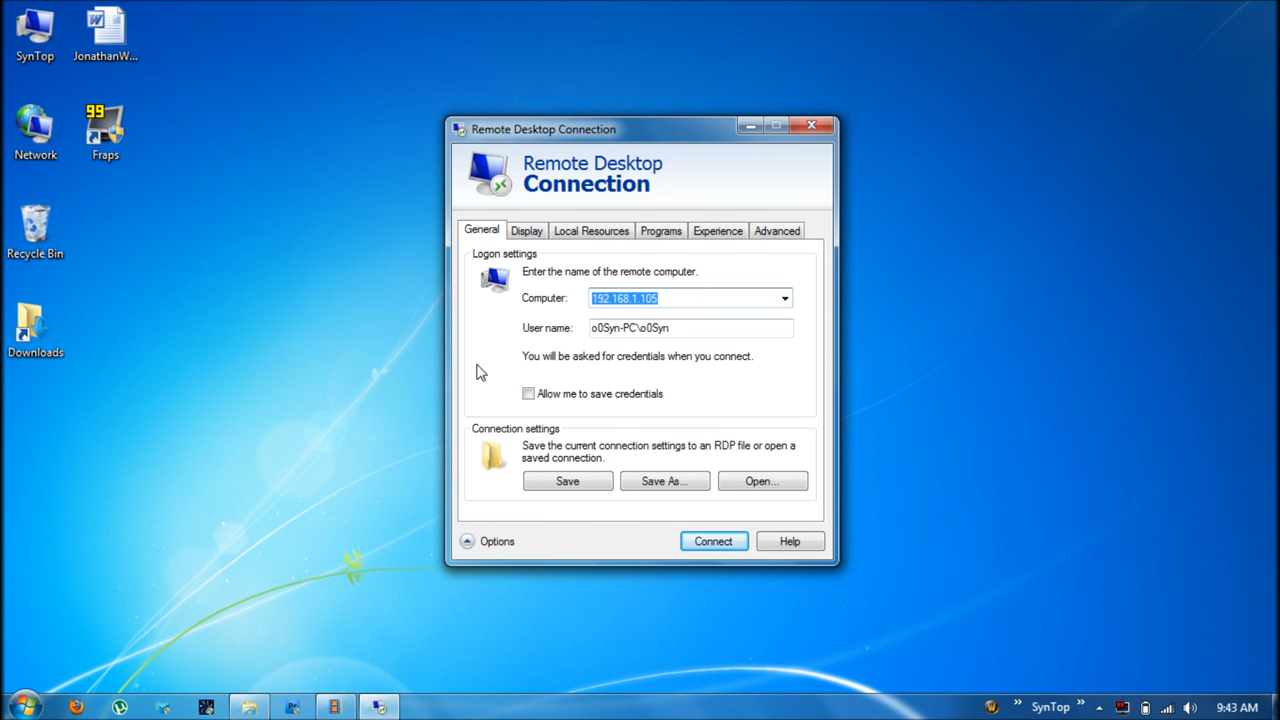 SynTop
JonathanW...
99
Network
Fraps
Recycle Bin
Downloads
Remote Desktop Connection
Remote Desktop
Connection
General
Display
Local Resources
Programs
Experience
Advanced
Logon settings
Enter the name of the remote computer.
Computer:
192.168.1.105
User name:
o0Syn-PC\o0Syn
You will be asked for credentials when you connect.
Allow me to save credentials
Connection settings
Save the current connection settings to an RDP file or open a
saved connection.
Save
Save As...
Open...
Options
Connect
Help
SynTop
9:43 AM